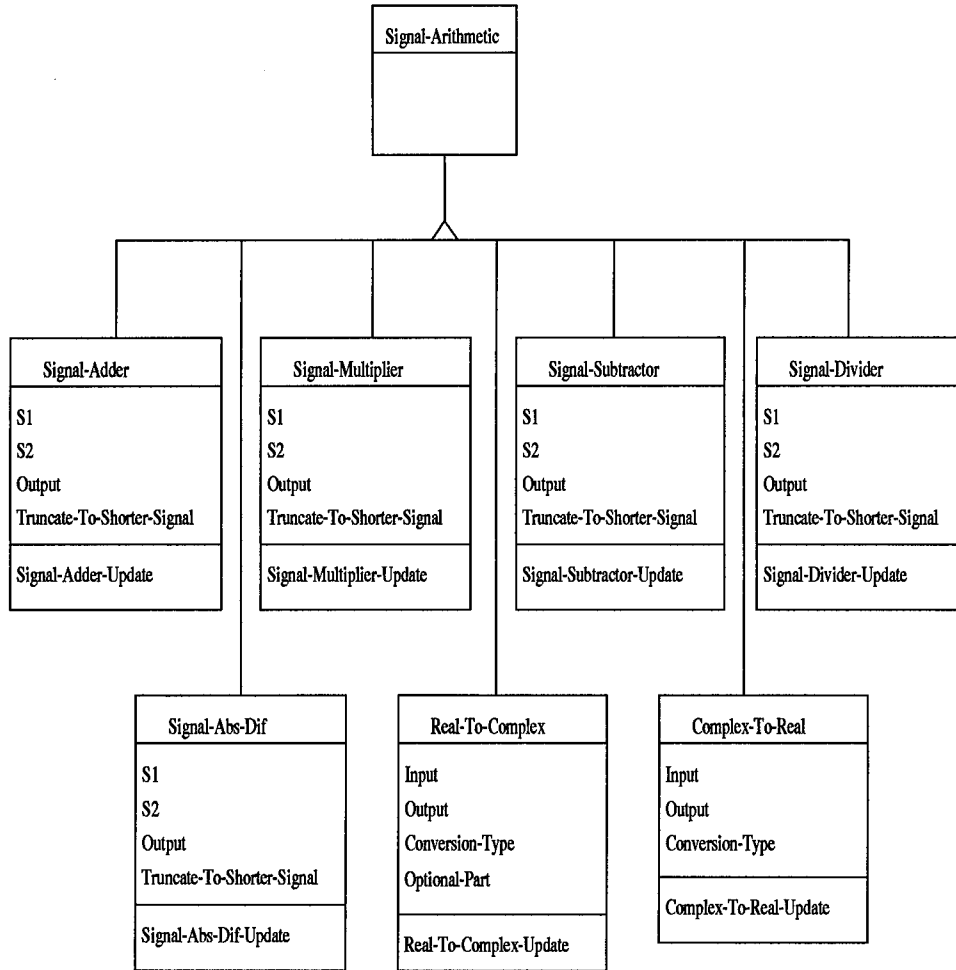 Signal-Arithmetic
Signal-Adder
S1
S2
Output
Truncate-To-Shorter-Signal
Signal-Adder-Update
Signal-Multiplier
S1
S2
Output
Truncate-To-Shorter-Signal
Signal-Multiplier-Update
Signal-Subtractor
S1
S2
Output
Truncate-To-Shorter-Signal
Signal-Subtractor-Update
Signal-Divider
S1
S2
Output
Truncate-To-Shorter-Signal
Signal-Divider-Update
Signal-Abs-Dif
S1
S2
Output
Truncate-To-Shorter-Signal
Signal-Abs-Dif-Update
Real-To-Complex
Input
Output
Conversion-Type
Optional-Part
Real-To-Complex-Update
Complex-To-Real
Input
Output
Conversion-Type
Complex-To-Real-Update